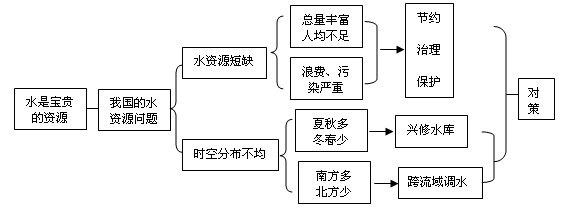 水是宝贵
的资源
我国的水
资源问题
水资源短缺
总量丰富
人均不足
浪费、污
染严重
节约
治理
保护
时空分布不均
夏秋多
冬春少
兴修水库
南方多
北方少
跨流域调水
对
策